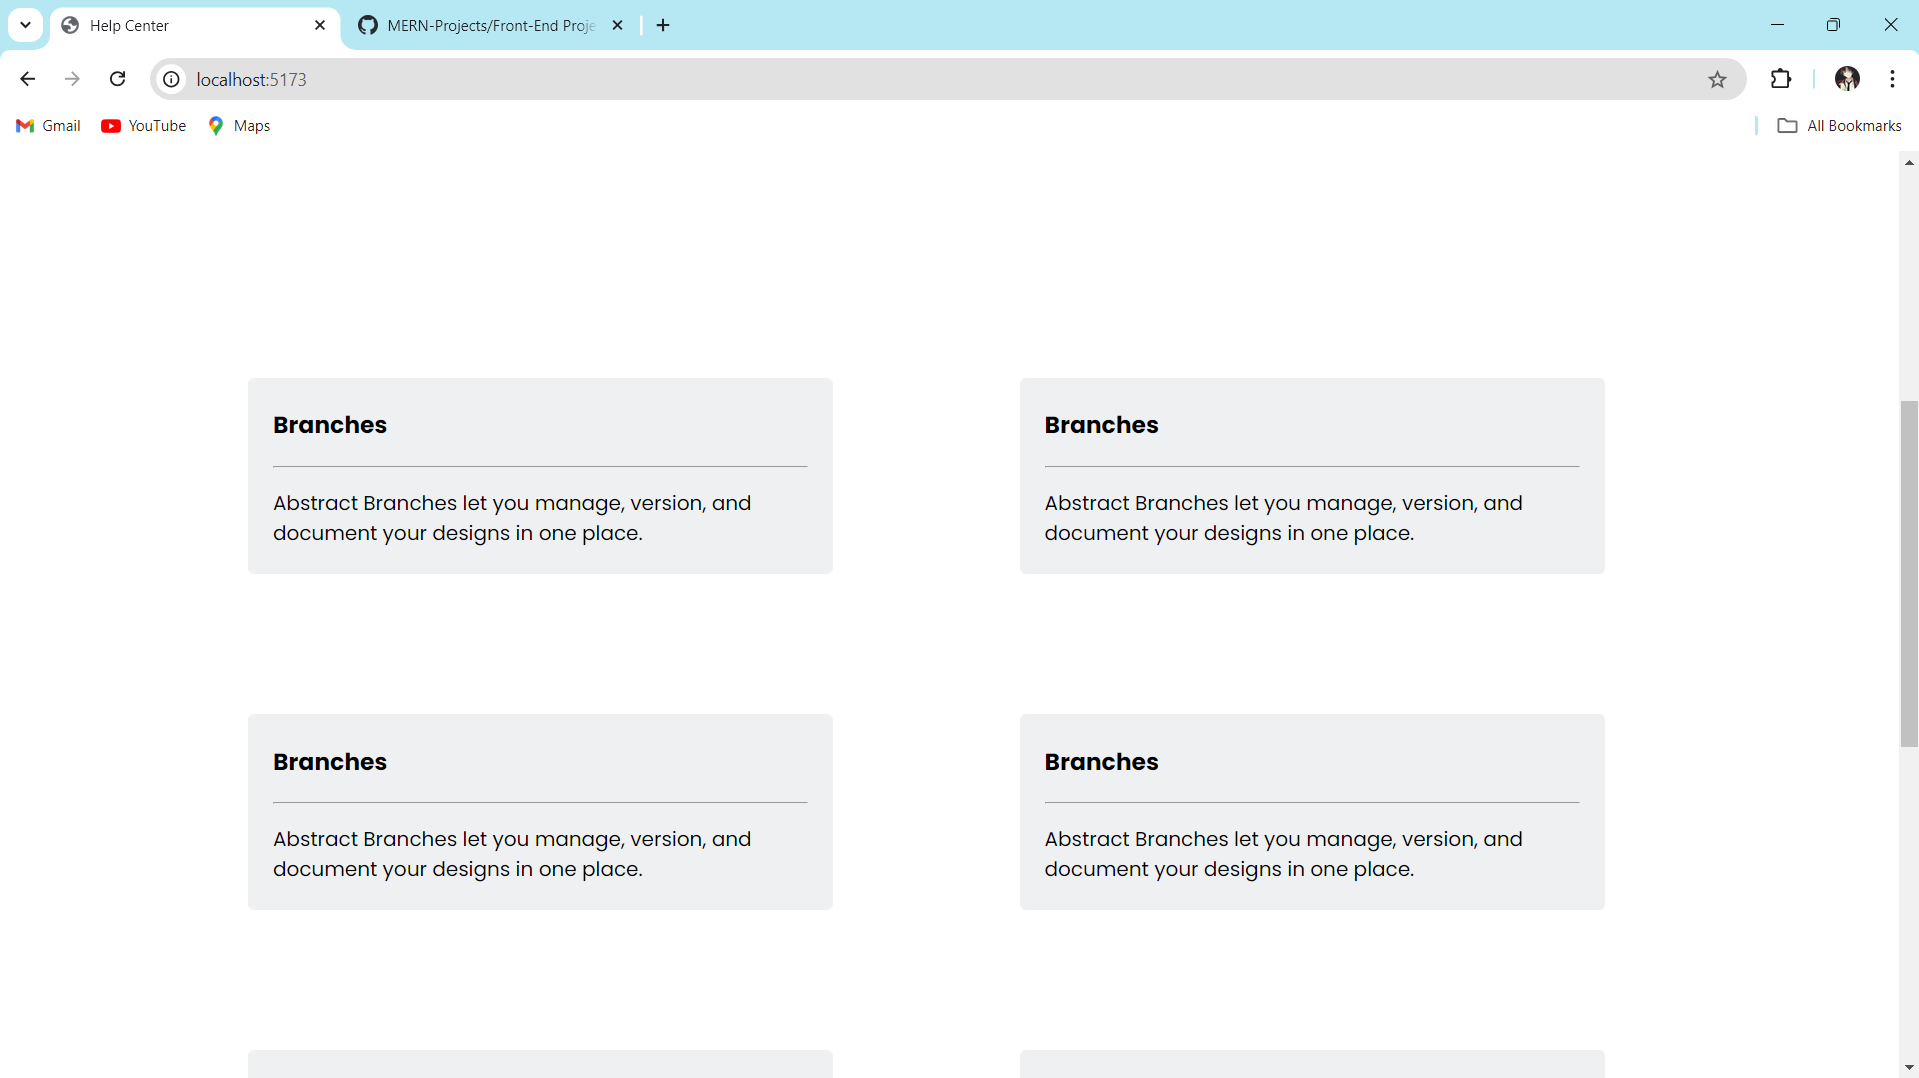 Help Center
MERN-Projects/Front-End Proje
localhost:5173
Gmail
YouTube
Maps
All Bookmarks
Branches
Abstract Branches let you manage, version, and
document your designs in one place.
Branches
Abstract Branches let you manage, version, and
document your designs in one place.
Branches
Abstract Branches let you manage, version, and
document your designs in one place.
Branches
Abstract Branches let you manage, version, and
document your designs in one place.